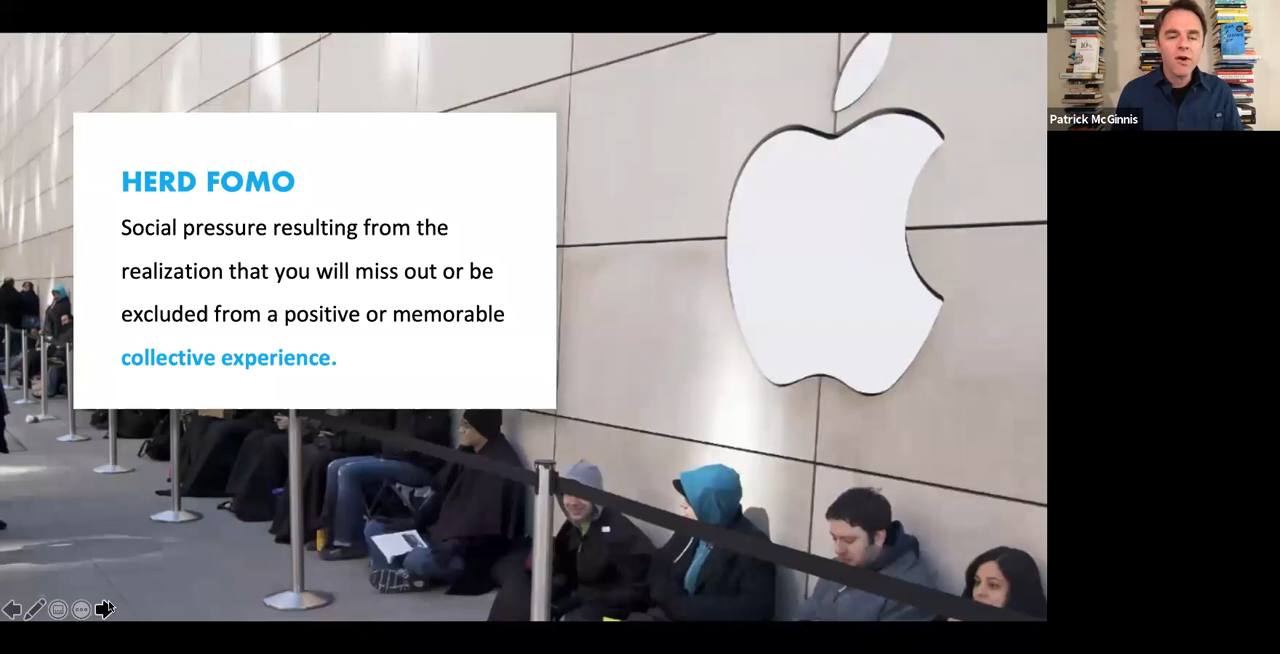 HERD FOMO
Social pressure resulting from the
realization that you will miss out or be
excluded from a positive or memorable
collective experience.
Patrick McGinnis
10%